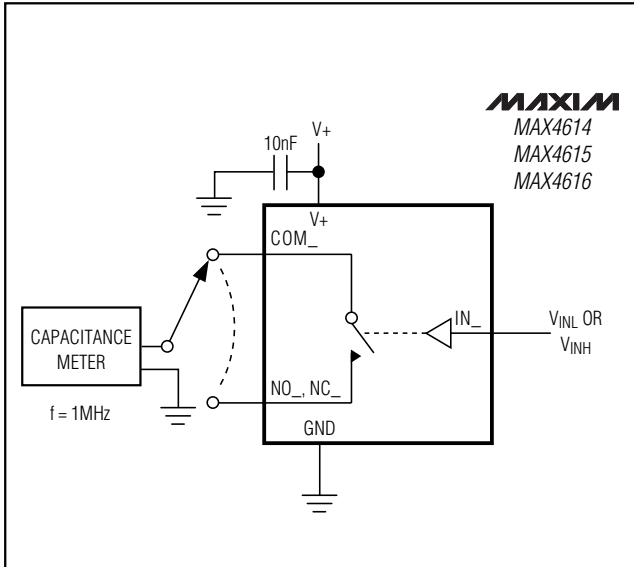 MAXIM
MAX4614
MAX4615
MAX4616
10nF
V+
V+
COM_
IN_
V_INL OR
V_INH
CAPACITANCE
METER
f = 1MHz
NO_, NC_
GND